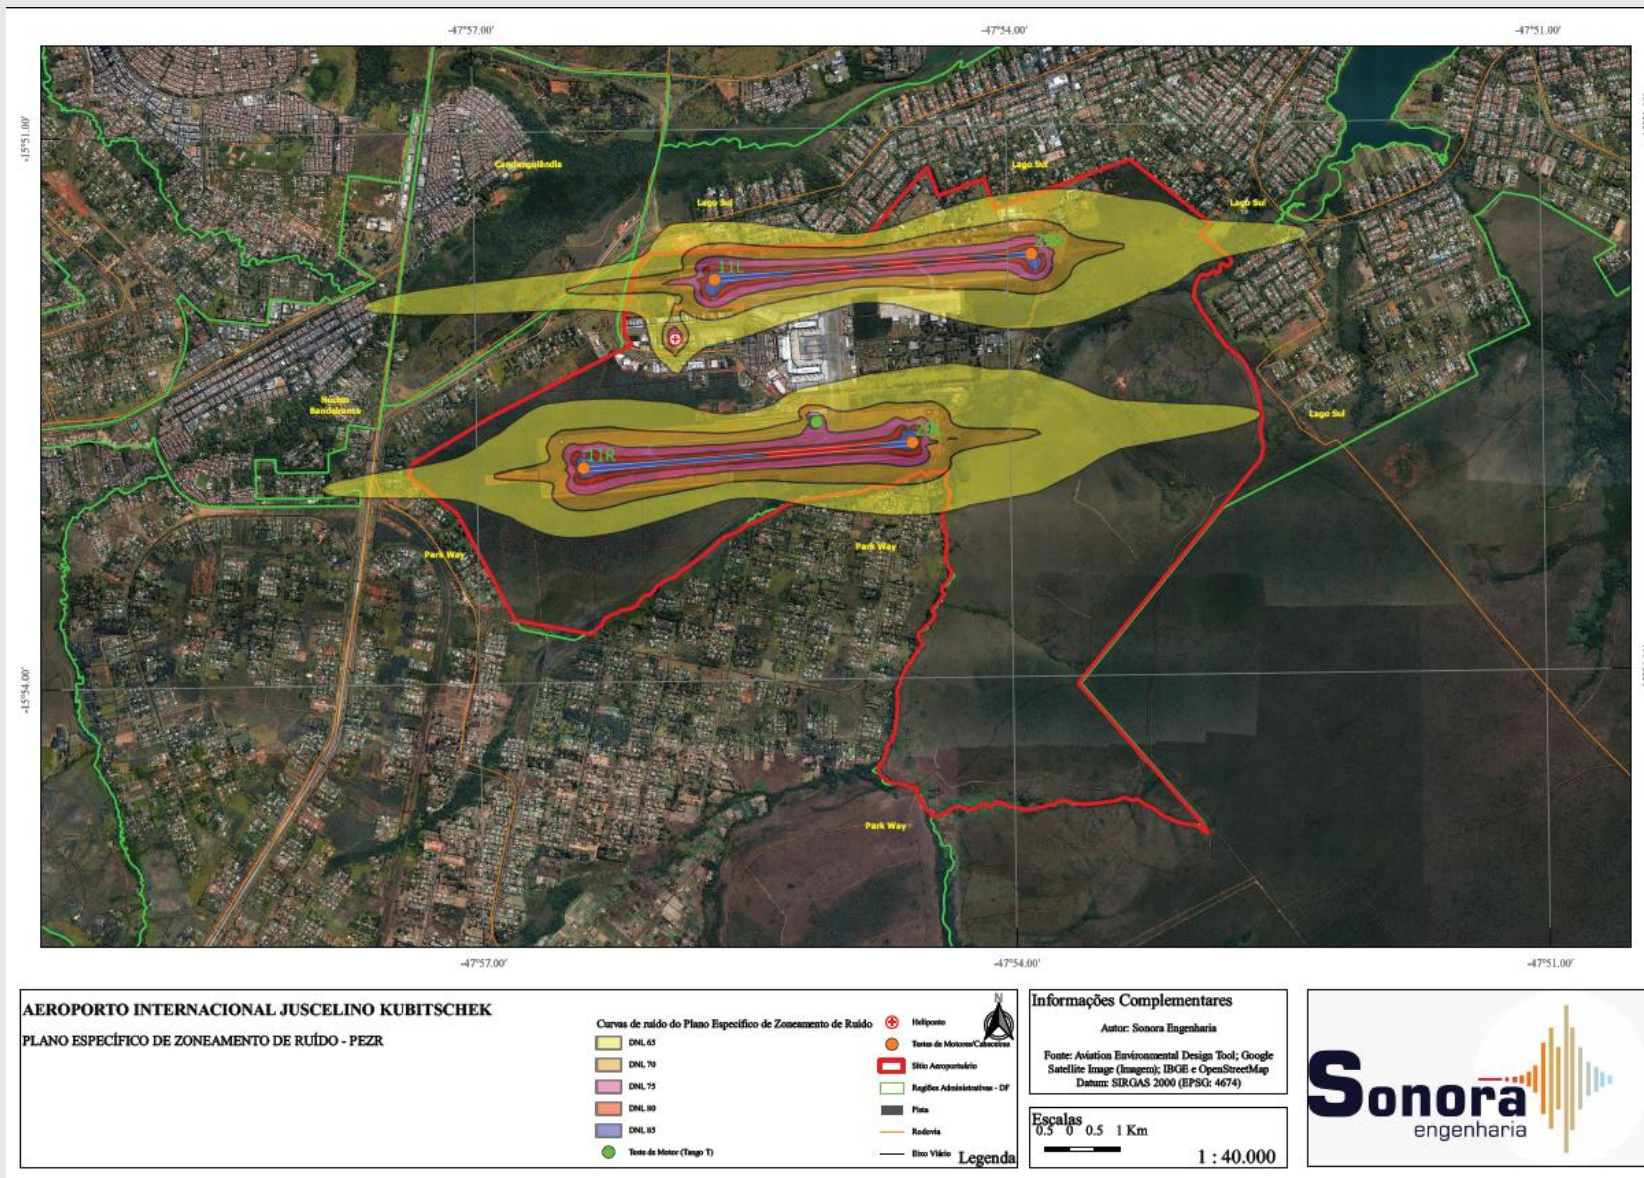 -47°57.00'
-47°54.00'
-47°51.00'
-15°51.00'
Candangolândia
Lago Sul
Lago Sul
Lago Sul
11L
Núcleo
Bandeirante
Lago Sul
11R
Park Way
Park Way
-15°54.00'
Park Way
-47°57.00'
-47°54.00'
-47°51.00'
AEROPORTO INTERNACIONAL JUSCELINO KUBITSCHEK
PLANO ESPECÍFICO DE ZONEAMENTO DE RUÍDO - PEZR
Curvas de ruído do Plano Específico de Zoneamento de Ruído
DNL 65
DNL 70
DNL 75
DNL 80
DNL 85
Teste de Motor (Tango T)
N
Heliponto
Testes de Motores/Cabeceiras
Sítio Aeroportuário
Regiões Administrativas - DF
Pista
Rodovia
Eixo Viário
Legenda
Informações Complementares
Autor: Sonora Engenharia
Fonte: Aviation Environmental Design Tool; Google
Satellite Image (Imagem); IBGE e OpenStreetMap
Datum: SIRGAS 2000 (EPSG: 4674)
Escalas
0.5 0 0.5 1 Km
1 : 40.000
Sonora
engenharia